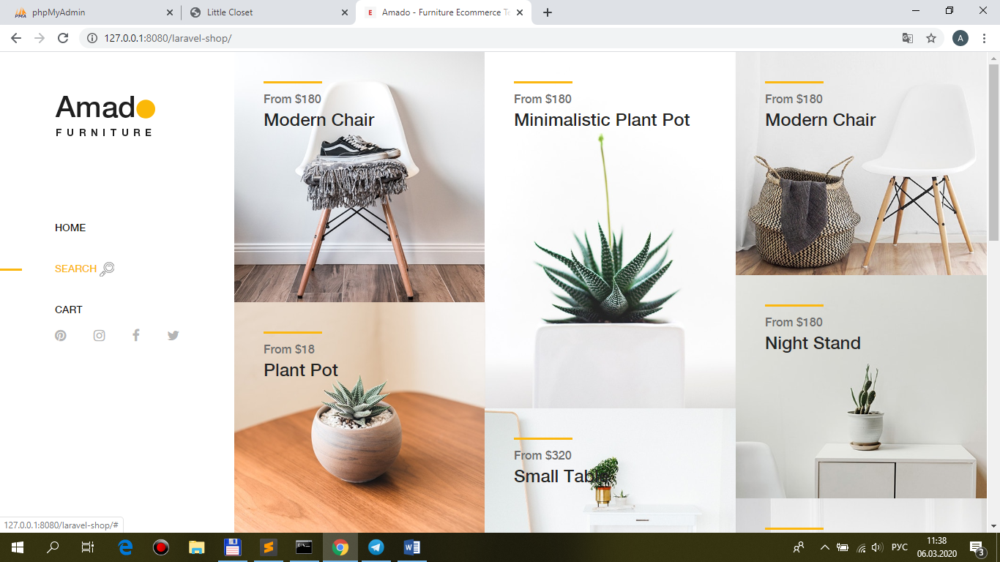 phpMyAdmin
Little Closet
Amado - Furniture Ecommerce Te
127.0.0.1:8080/laravel-shop/
A
Amado
FURNITURE
HOME
SEARCH
CART
From $180
Modern Chair
From $18
Plant Pot
From $180
Minimalistic Plant Pot
From $320
Small Table
From $180
Modern Chair
From $180
Night Stand
127.0.0.1:8080/laravel-shop/#
РУС
11:38
06.03.2020
3